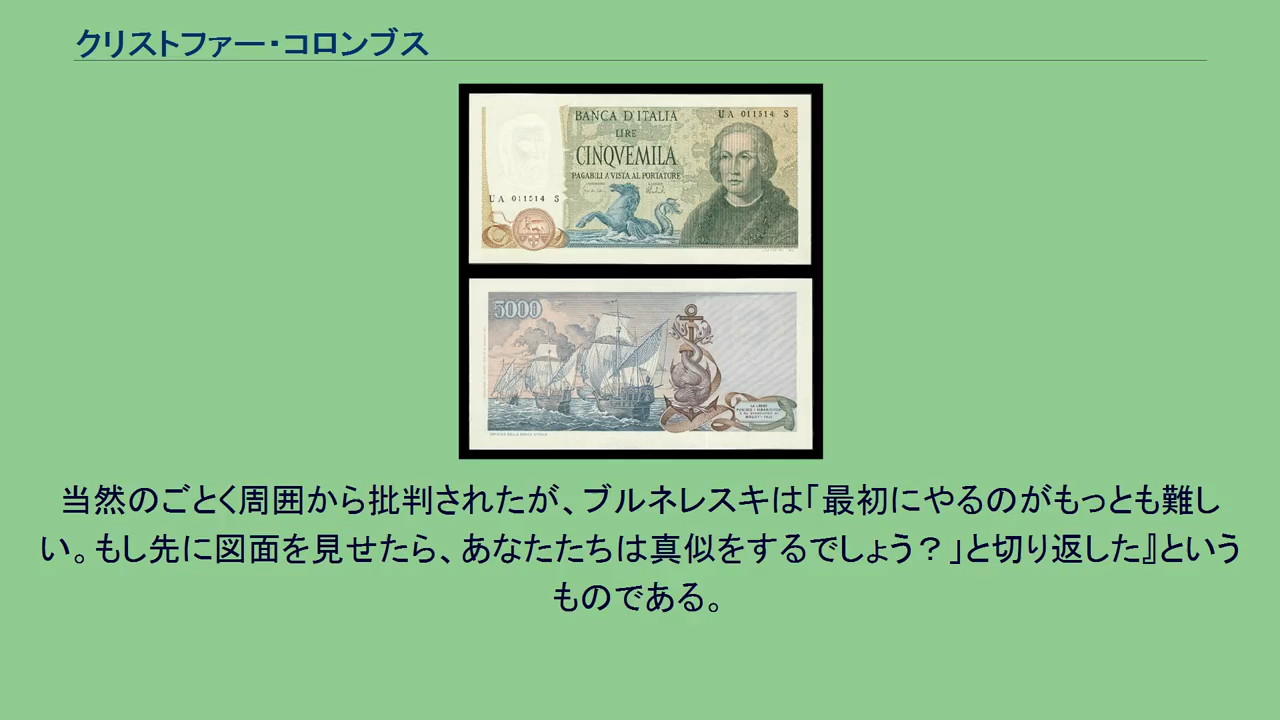 クリストファー・コロンブス
BANCA D'ITALIA
UA 011514 S
LIRE
CINQVEMILA
PAGABILI A VISTA AL PORTATORE
UA 011514 S
5000
当然のごとく周囲から批判されたが、ブルネレスキは「最初にやるのがもっとも難し
い。もし先に図面を見せたら、あなたたちは真似をするでしょう？」と切り返した』という
ものである。